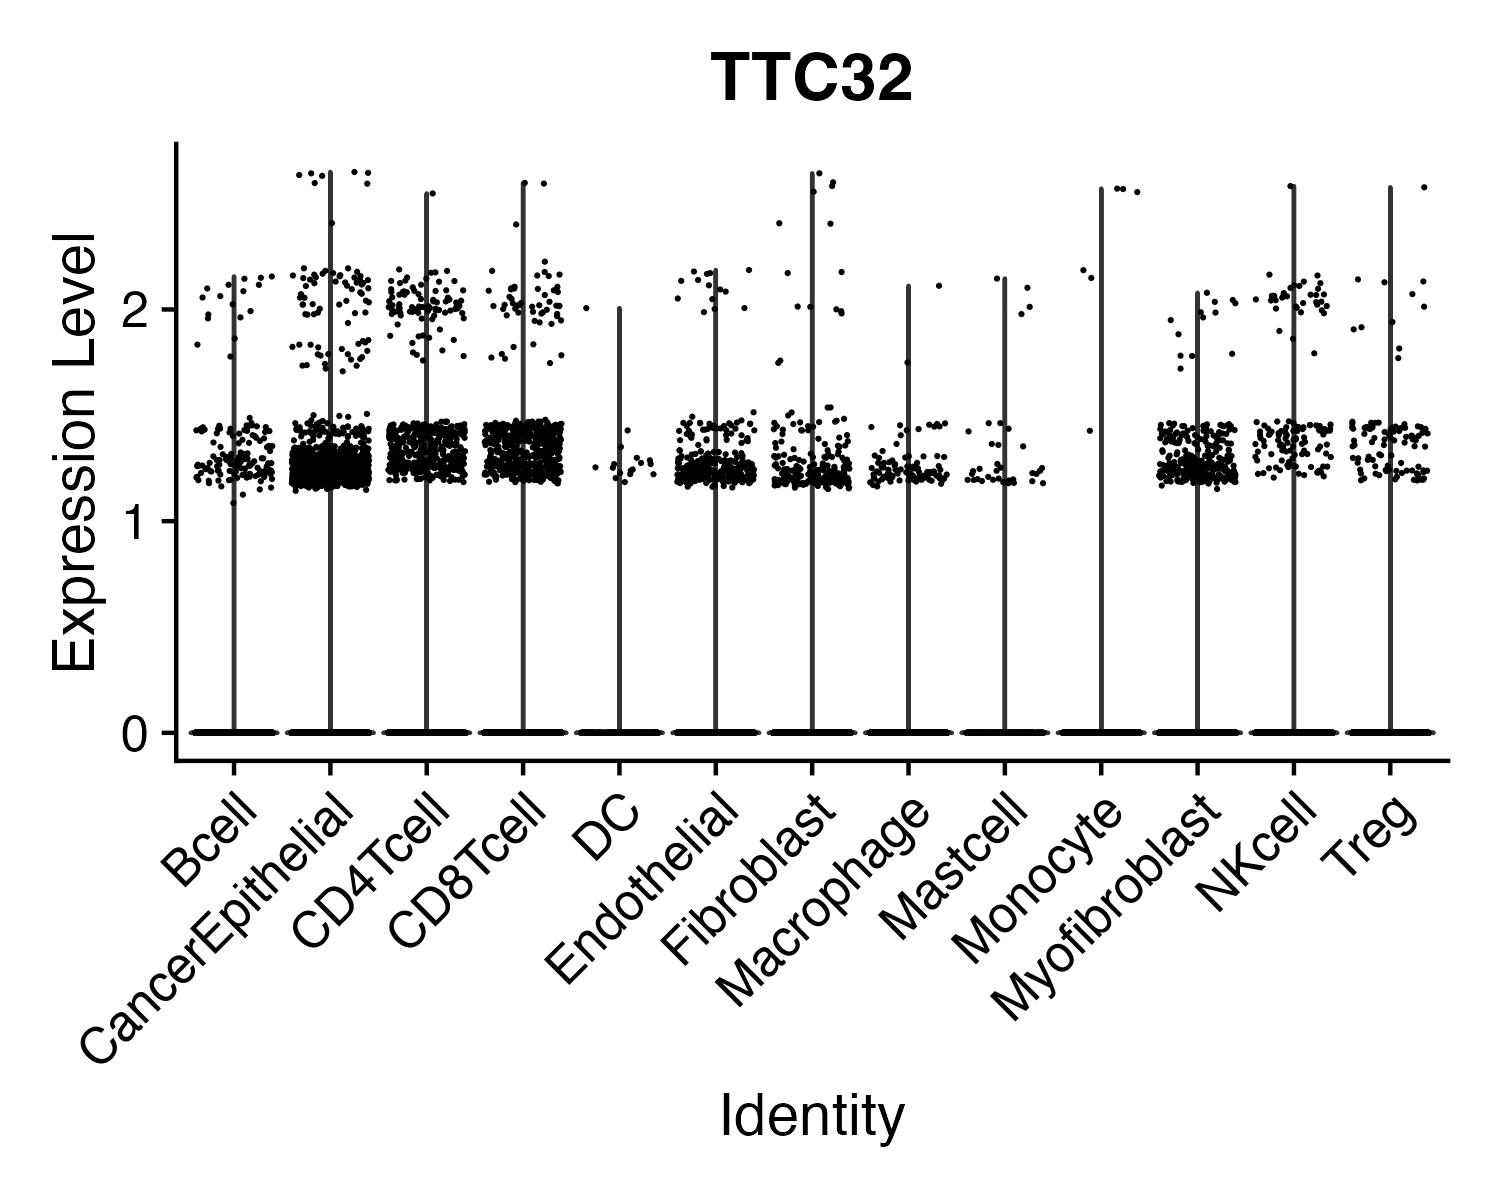 TTC32
Expression Level
2
1
0
Bcell
CancerEpithelial
CD4Tcell
CD8Tcell
DC
Endothelial
Fibroblast
Macrophage
Mastcell
Monocyte
Myofibroblast
NKcell
Treg
Identity